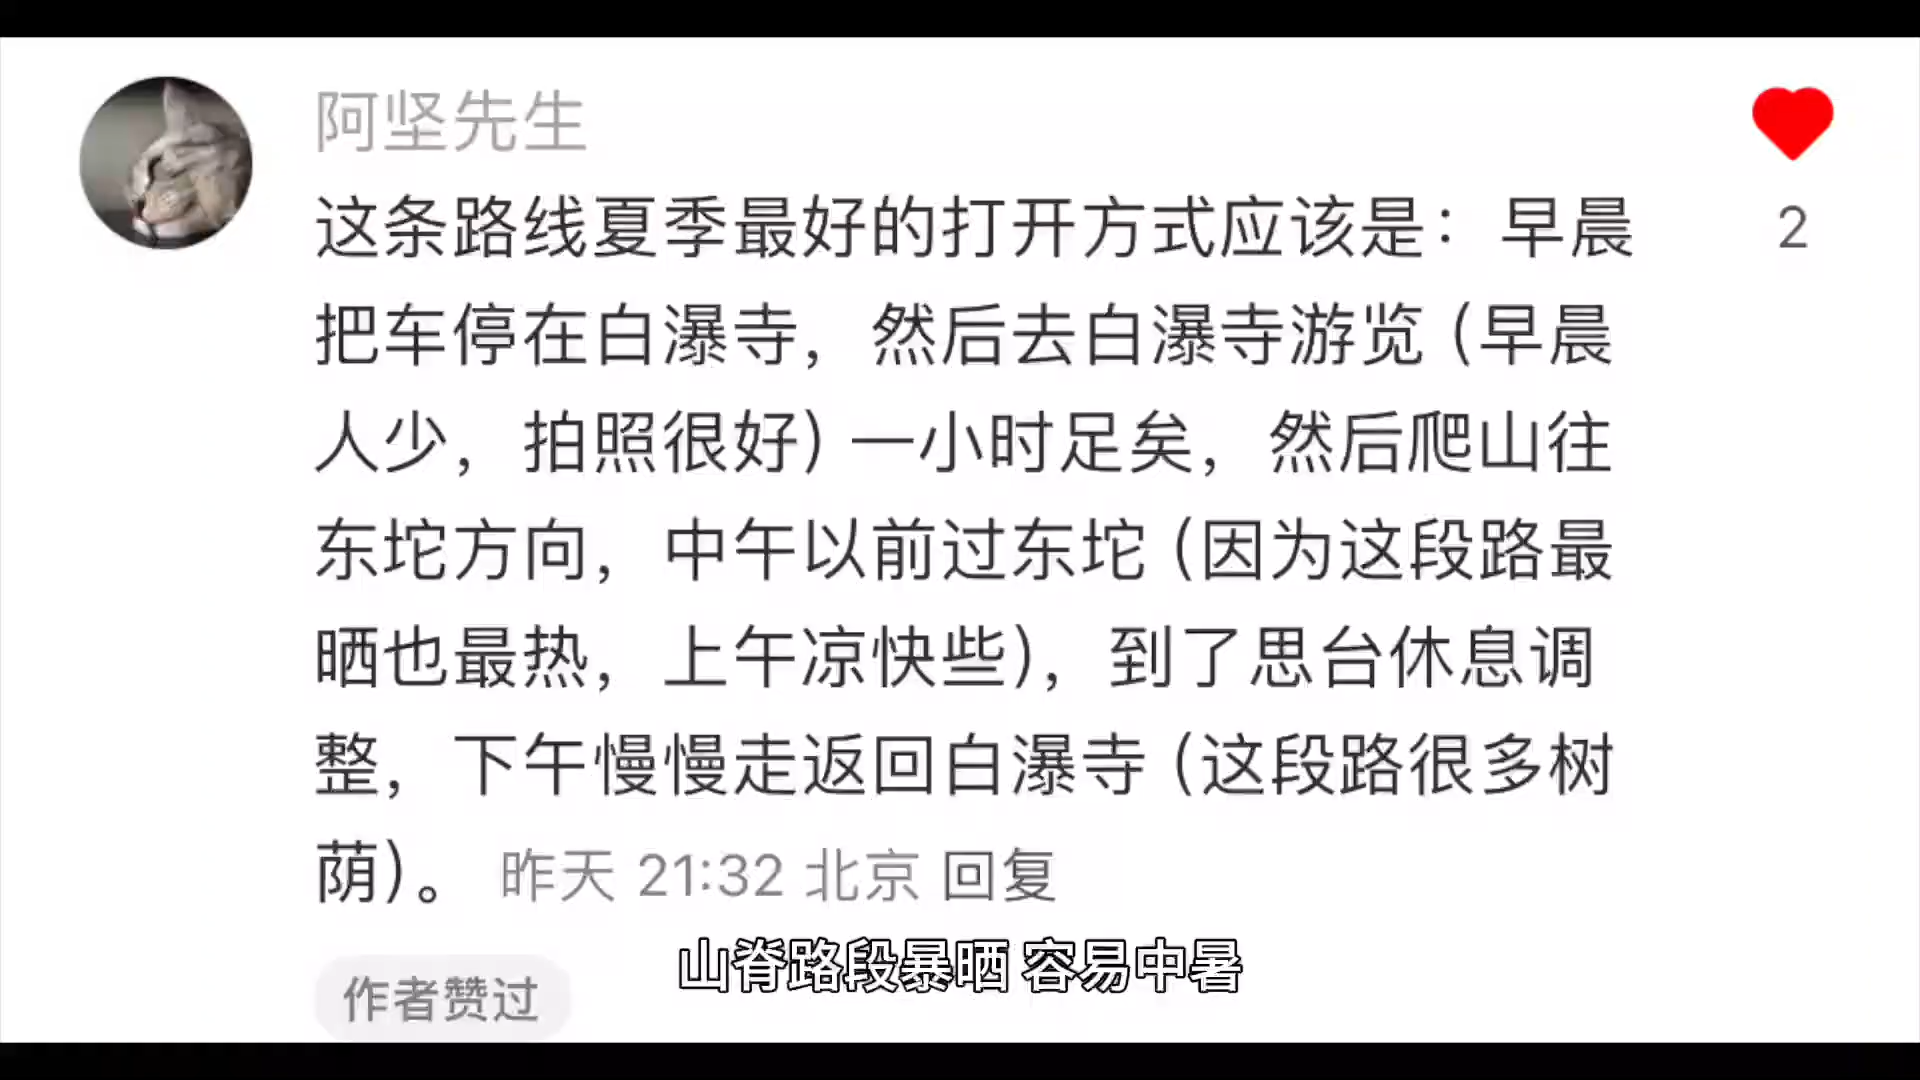 阿坚先生
这条路线夏季最好的打开方式应该是：早晨
2
把车停在白瀑寺，然后去白瀑寺游览（早晨
人少，拍照很好）一小时足矣，然后爬山往
东坨方向，中午以前过东坨（因为这段路最
晒也最热，上午凉快些），到了思台休息调
整，下午慢慢走返回白瀑寺（这段路很多树
荫）。 昨天 21:32 北京 回复
山脊路段暴晒 容易中暑
作者赞过